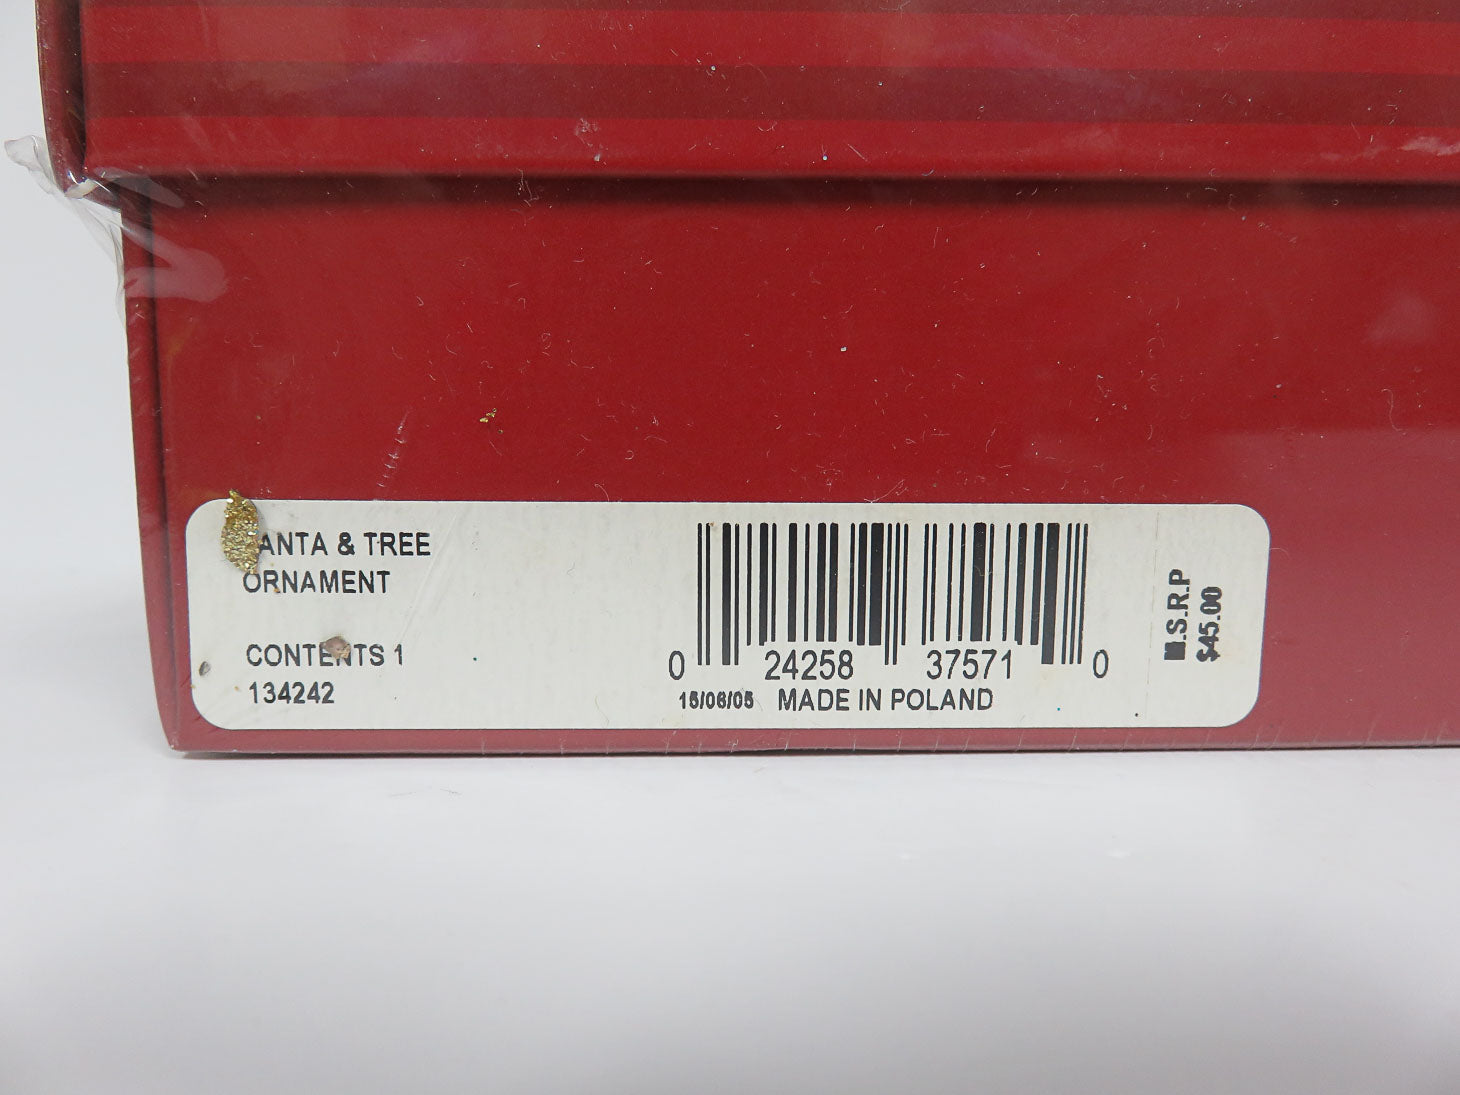 ANTA & TREE
ORNAMENT
CONTENTS 1
134242
0 24258 37571 0
15/06/05 MADE IN POLAND
M.S.R.P
$45.00